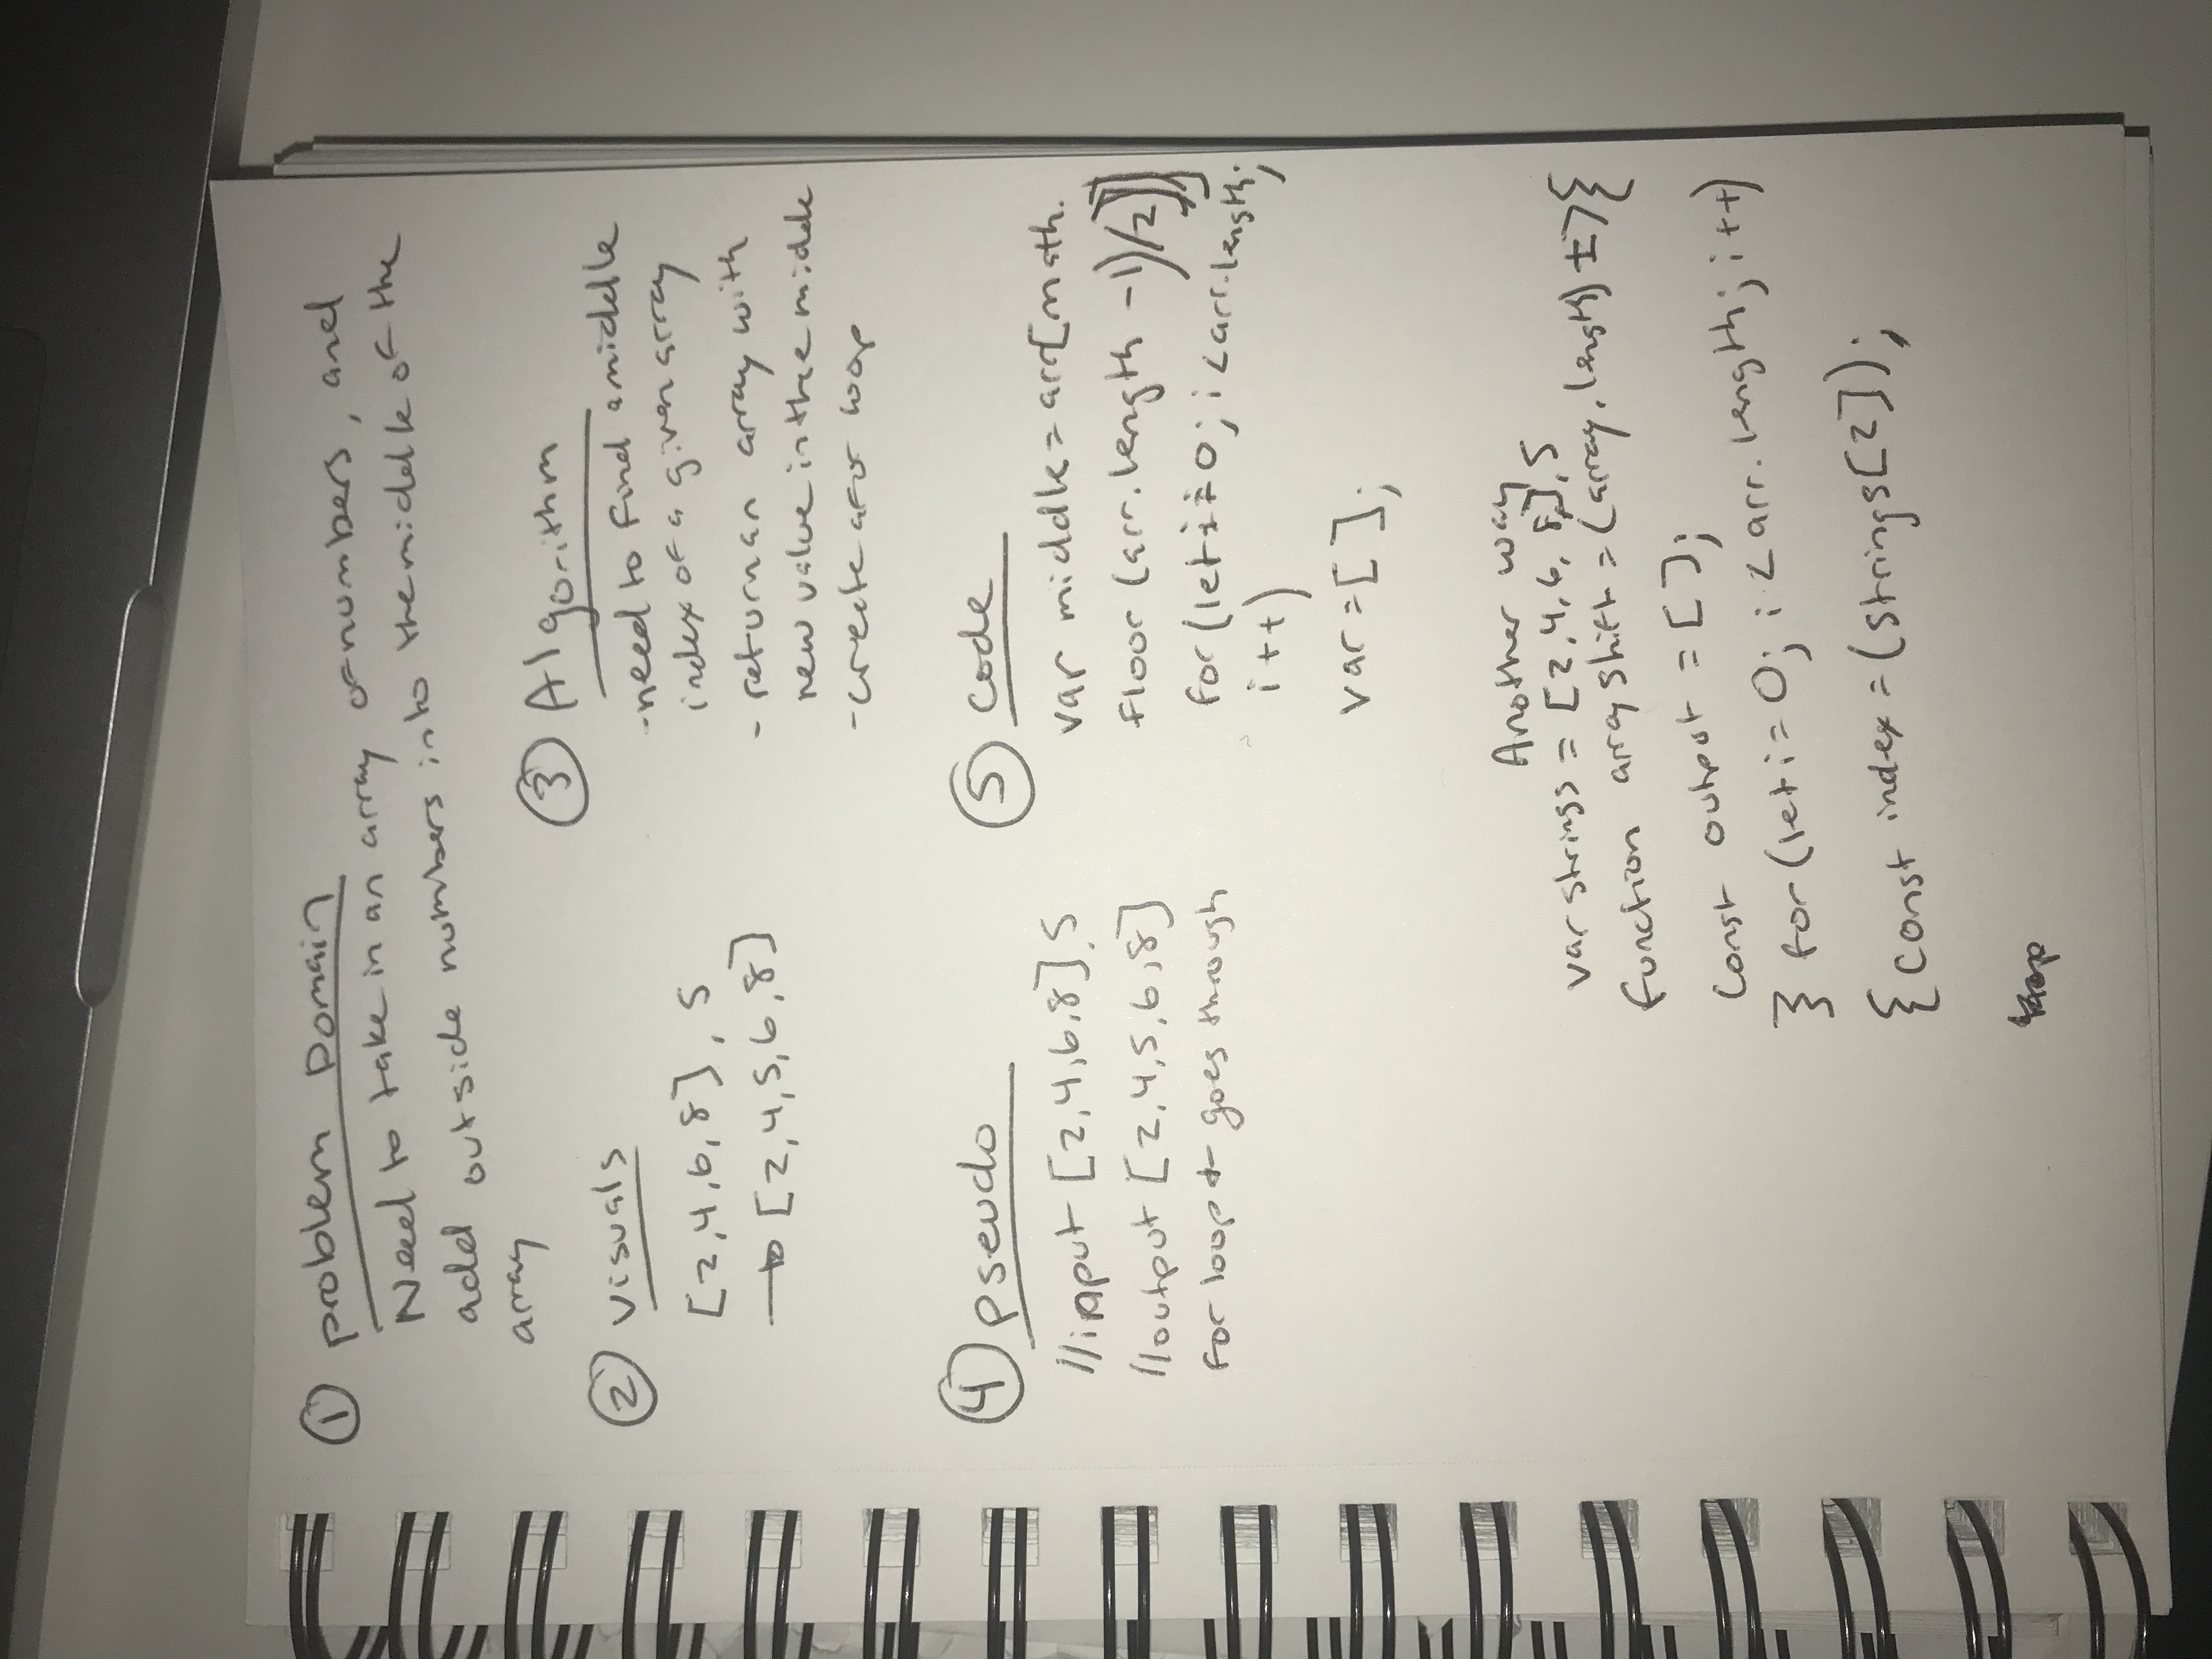 ① problem Domain
Need to take in an array of numbers, and
add outside numbers into the middle of the
array
② visuals
[2,4,6,8], 5
→ [2,4,5,6,8]
③ Algorithm
-need to find a middle
index of a given array
- return an array with
new value in thee middle
-create a for loop
④ pseudo
//input [2,4,6,8],5
//output [2,4,5,6,8]
for loop goes through
⑤ code
var middle = arr[math.
floor (arr.length -1)/2]]
for (let i = 0; i < arr.length;
i ++)
var = [ ];
Another way
var strings = [2,4,6, 8], 5
function array shift = (array, length) => {
const output = [ ];
} for (let i = 0; i < arr. length; i ++)
{ const index = (strings[2]);